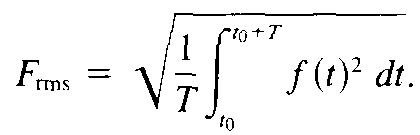 F_rms = √(1/T ∫_{t₀}^{t₀+T} f(t)² dt).